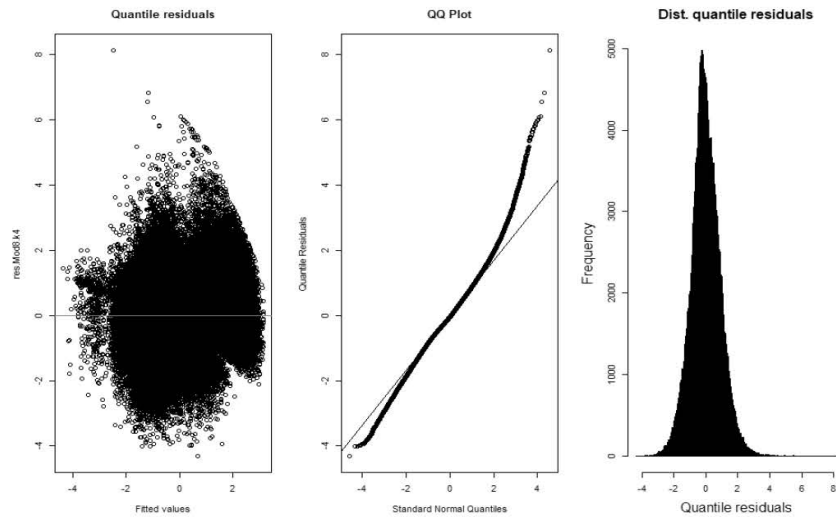 Quantile residuals
res.Mod8.k4
8
6
4
2
0
-2
-4
-4 -2 0 2
Fitted values
QQ Plot
Quantile Residuals
8
6
4
2
0
-2
-4
-4 -2 0 2 4
Standard Normal Quantiles
Dist. quantile residuals
Frequency
5000
4000
3000
2000
1000
0
-4 -2 0 2 4 6 8
Quantile residuals